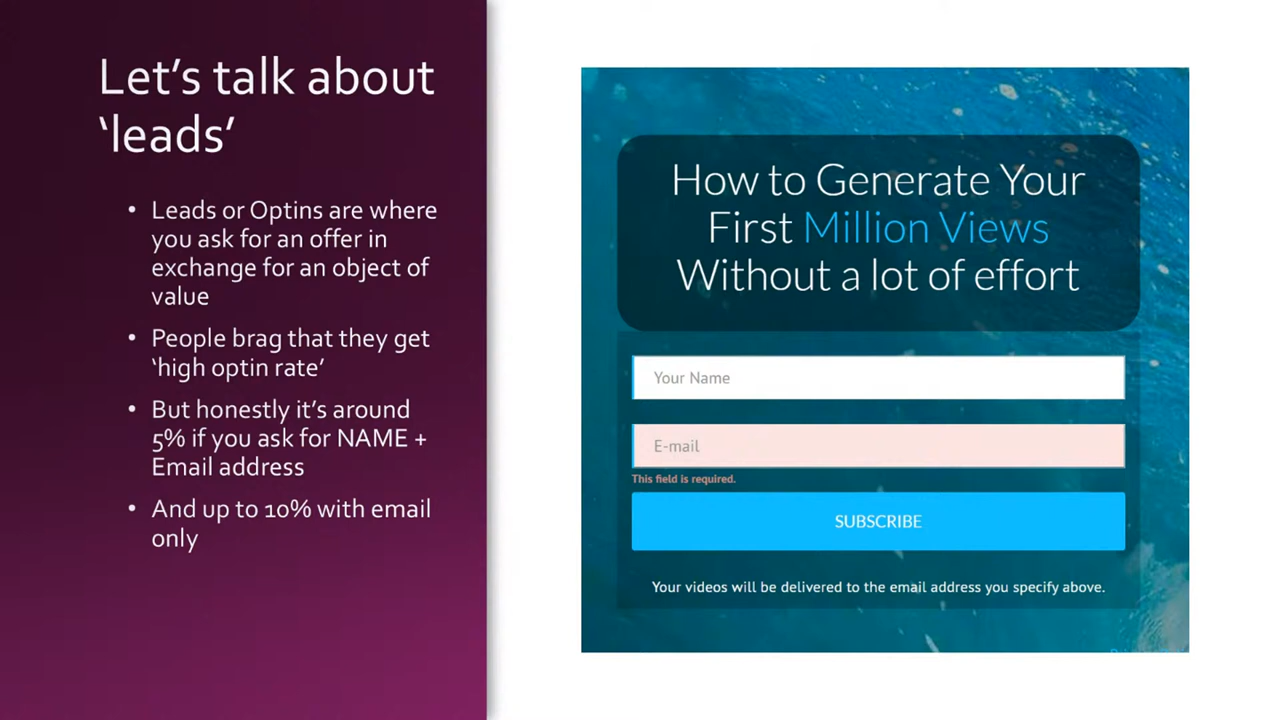 Let’s talk about
‘leads’
• Leads or Optins are where
you ask for an offer in
exchange for an object of
value
• People brag that they get
‘high optin rate’
• But honestly it’s around
5% if you ask for NAME +
Email address
• And up to 10% with email
only
How to Generate Your
First Million Views
Without a lot of effort
Your Name
E-mail
This field is required.
SUBSCRIBE
Your videos will be delivered to the email address you specify above.